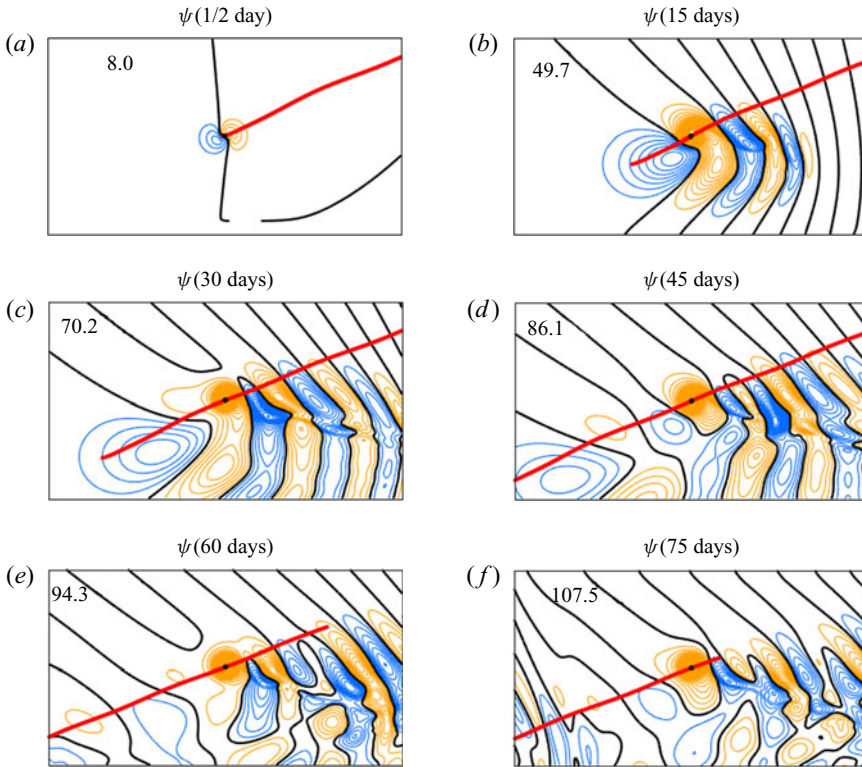 ψ(1/2 day)
(a)
8.0
ψ(15 days)
(b)
49.7
ψ(30 days)
(c)
70.2
ψ(45 days)
(d)
86.1
ψ(60 days)
(e)
94.3
ψ(75 days)
(f)
107.5